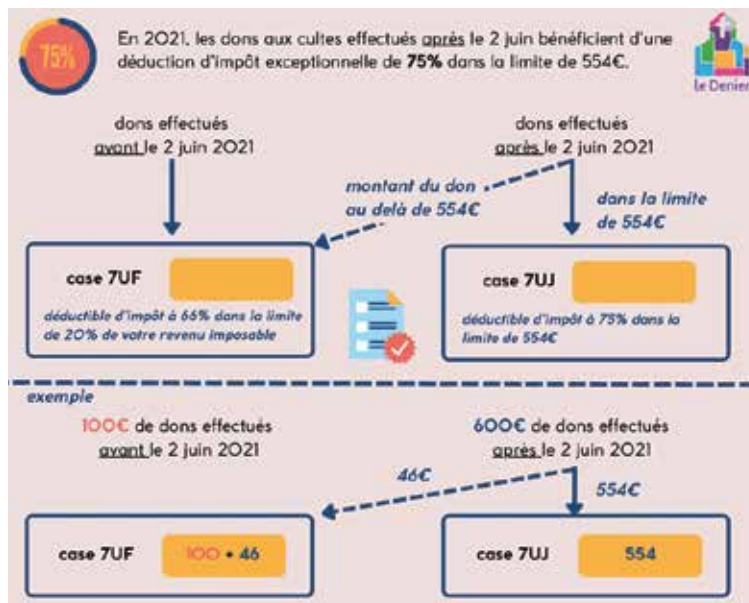 75%
En 2021, les dons aux cultes effectués après le 2 juin bénéficient d'une
déduction d'impôt exceptionnelle de 75% dans la limite de 554€.
le Denier
dons effectués
avant le 2 juin 2021
dons effectués
après le 2 juin 2021
montant du don
au delà de 554€
dans la limite
de 554€
case 7UF
déductible d'impôt à 66% dans la limite
de 20% de votre revenu imposable
case 7UJ
déductible d'impôt à 75% dans la
limite de 554€
exemple
100€ de dons effectués
avant le 2 juin 2021
600€ de dons effectués
après le 2 juin 2021
46€
554€
case 7UF 100 + 46
case 7UJ 554